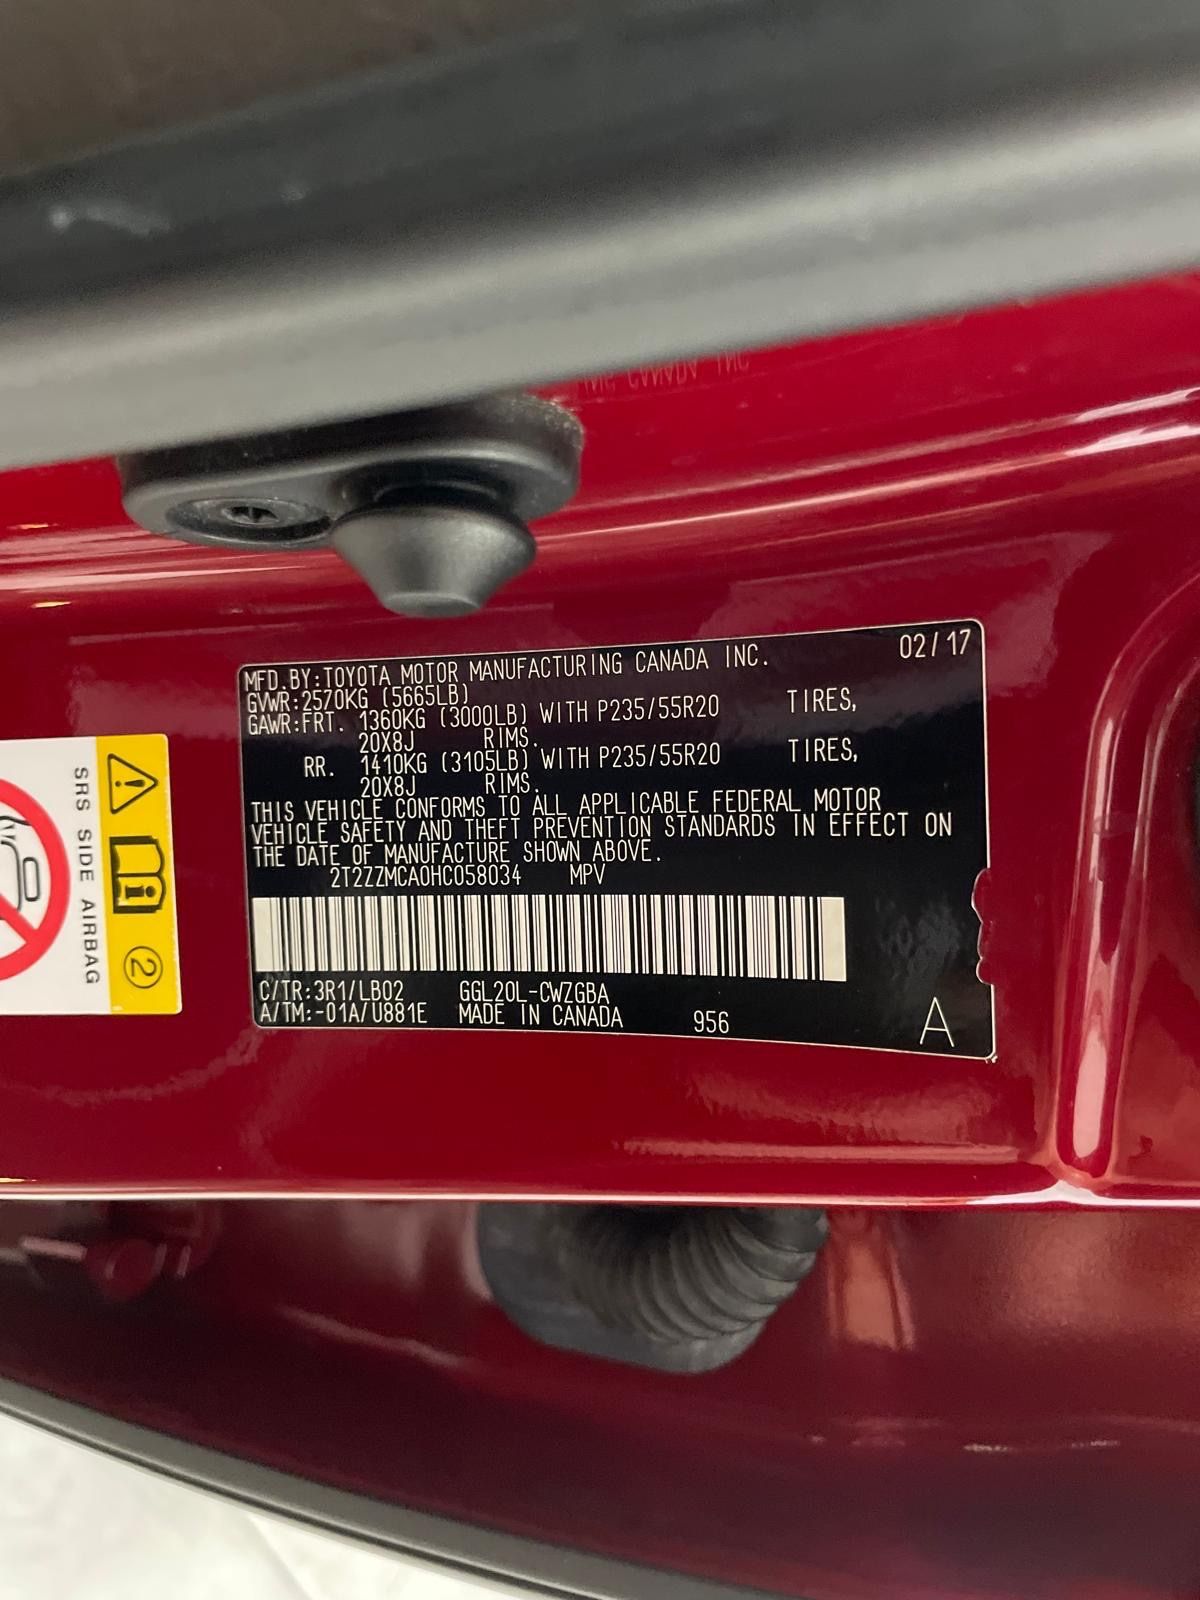 MFD.BY:TOYOTA MOTOR MANUFACTURING CANADA INC. 02/17
GVWR:2570KG (5665LB)
GAWR:FRT. 1360KG (3000LB) WITH P235/55R20 TIRES,
20X8J RIMS.
RR. 1410KG (3105LB) WITH P235/55R20 TIRES,
20X8J RIMS.
THIS VEHICLE CONFORMS TO ALL APPLICABLE FEDERAL MOTOR
VEHICLE SAFETY AND THEFT PREVENTION STANDARDS IN EFFECT ON
THE DATE OF MANUFACTURE SHOWN ABOVE.
2T2ZZMCA0HC058034 MPV
C/TR:3R1/LB02 GGL20L-CWZGBA
A/TM:-01A/U881E MADE IN CANADA 956
A
SRS SIDE AIRBAG
2